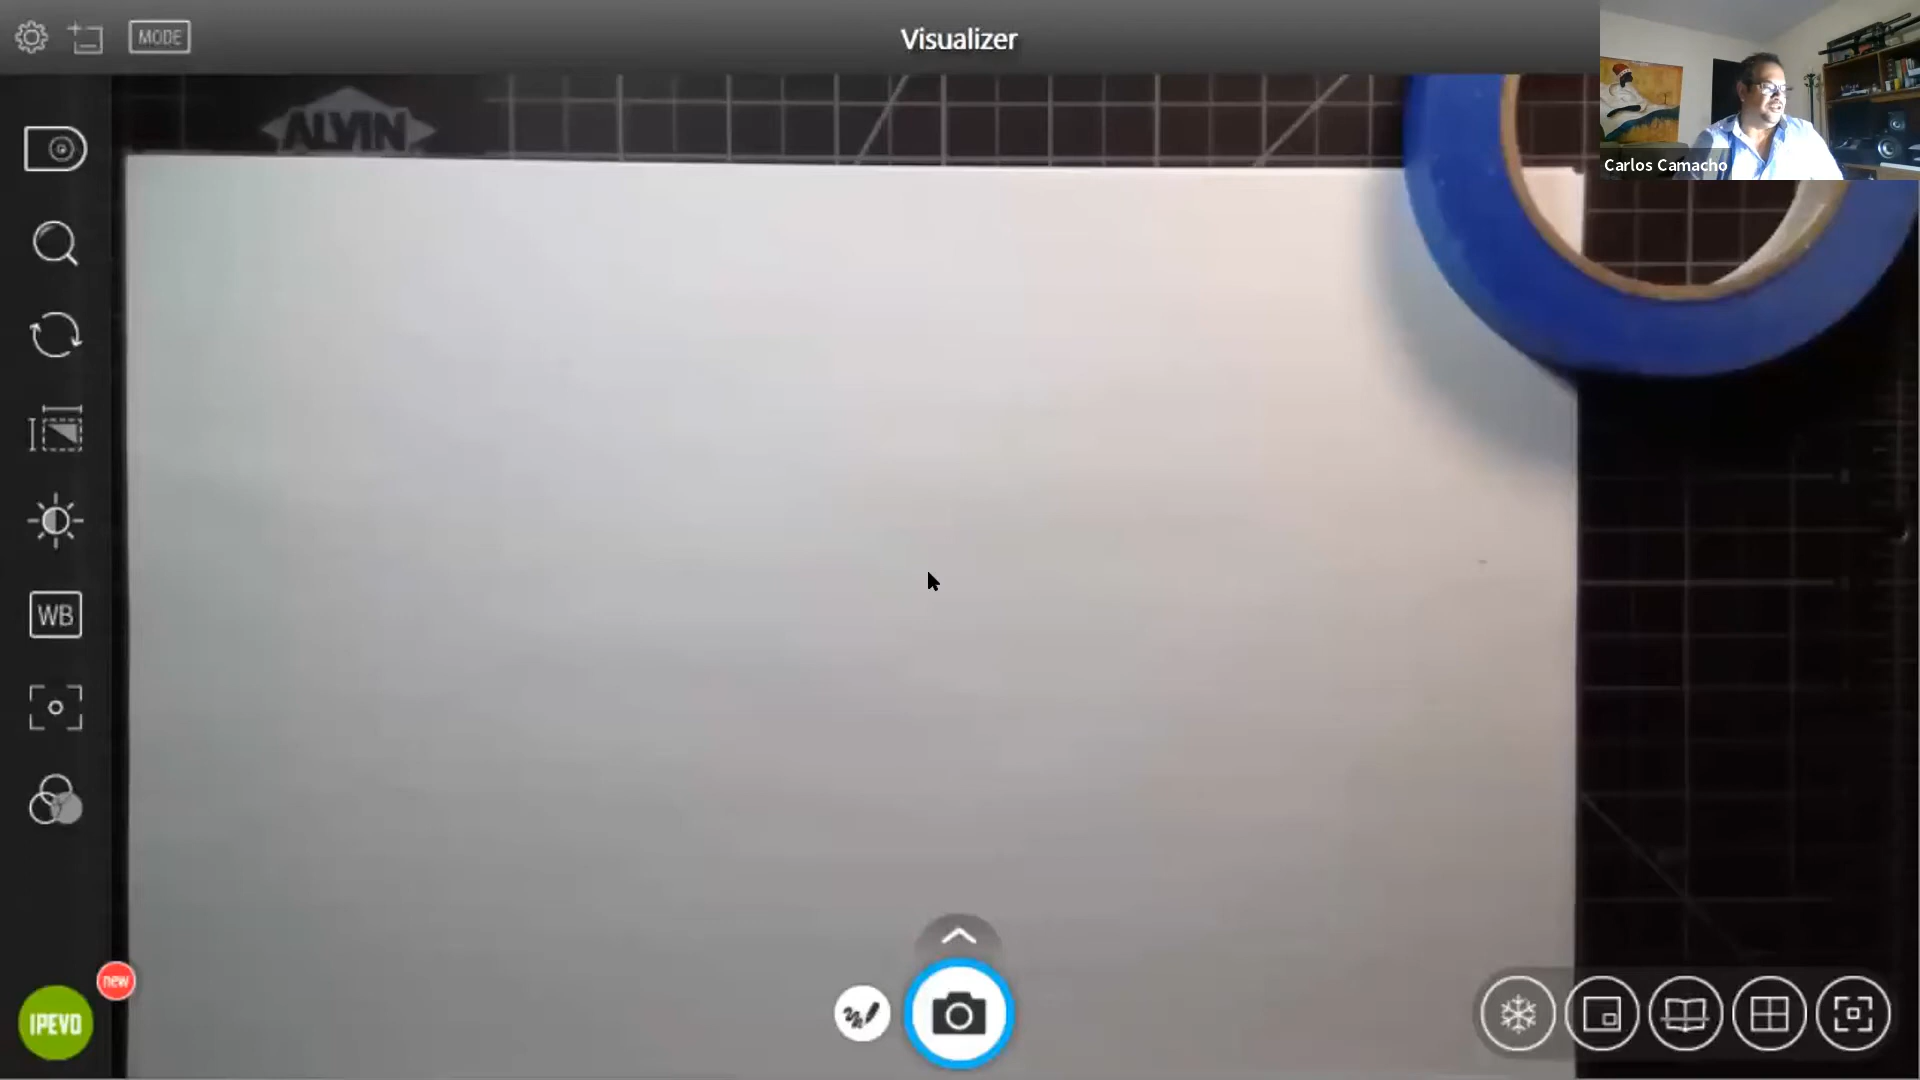 MODE
Visualizer
ALVIN
Carlos Camacho
WB
new
IPEVO